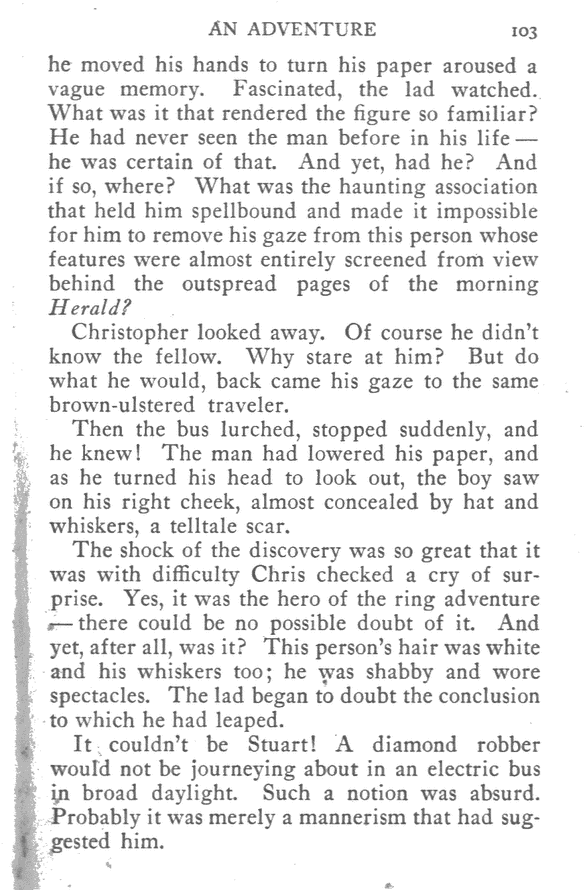 AN ADVENTURE 103
he moved his hands to turn his paper aroused a
vague memory. Fascinated, the lad watched.
What was it that rendered the figure so familiar?
He had never seen the man before in his life —
he was certain of that. And yet, had he? And
if so, where? What was the haunting association
that held him spellbound and made it impossible
for him to remove his gaze from this person whose
features were almost entirely screened from view
behind the outspread pages of the morning
Herald?
Christopher looked away. Of course he didn't
know the fellow. Why stare at him? But do
what he would, back came his gaze to the same
brown-ulstered traveler.
Then the bus lurched, stopped suddenly, and
he knew! The man had lowered his paper, and
as he turned his head to look out, the boy saw
on his right cheek, almost concealed by hat and
whiskers, a telltale scar.
The shock of the discovery was so great that it
was with difficulty Chris checked a cry of sur-
prise. Yes, it was the hero of the ring adventure
— there could be no possible doubt of it. And
yet, after all, was it? This person's hair was white
and his whiskers too; he was shabby and wore
spectacles. The lad began to doubt the conclusion
to which he had leaped.
It couldn't be Stuart! A diamond robber
would not be journeying about in an electric bus
in broad daylight. Such a notion was absurd.
Probably it was merely a mannerism that had sug-
gested him.